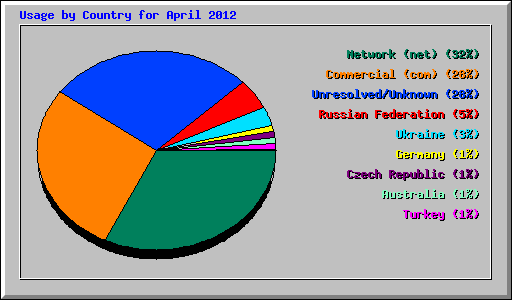 Usage by Country for April 2012
Network (net) (32%)
Commercial (com) (28%)
Unresolved/Unknown (28%)
Russian Federation (5%)
Ukraine (3%)
Germany (1%)
Czech Republic (1%)
Australia (1%)
Turkey (1%)